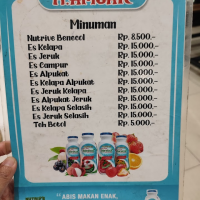 Minuman
Nutrive Benecol Rp. 8.500,-
Es Kelapa Rp. 15.000,-
Es Jeruk Rp. 15.000,-
Es Campur Rp. 15.000,-
Es Alpukat Rp. 15.000,-
Es Kelapa Alpukat Rp. 15.000,-
Es Jeruk Kelapa Rp. 15.000,-
Es Alpukat Jeruk Rp. 15.000,-
Es Kelapa Selasih Rp. 15.000,-
Es Jeruk Selasih Rp. 15.000,-
Teh Botol Rp. 5.000,-
"ABIS MAKAN ENAK,